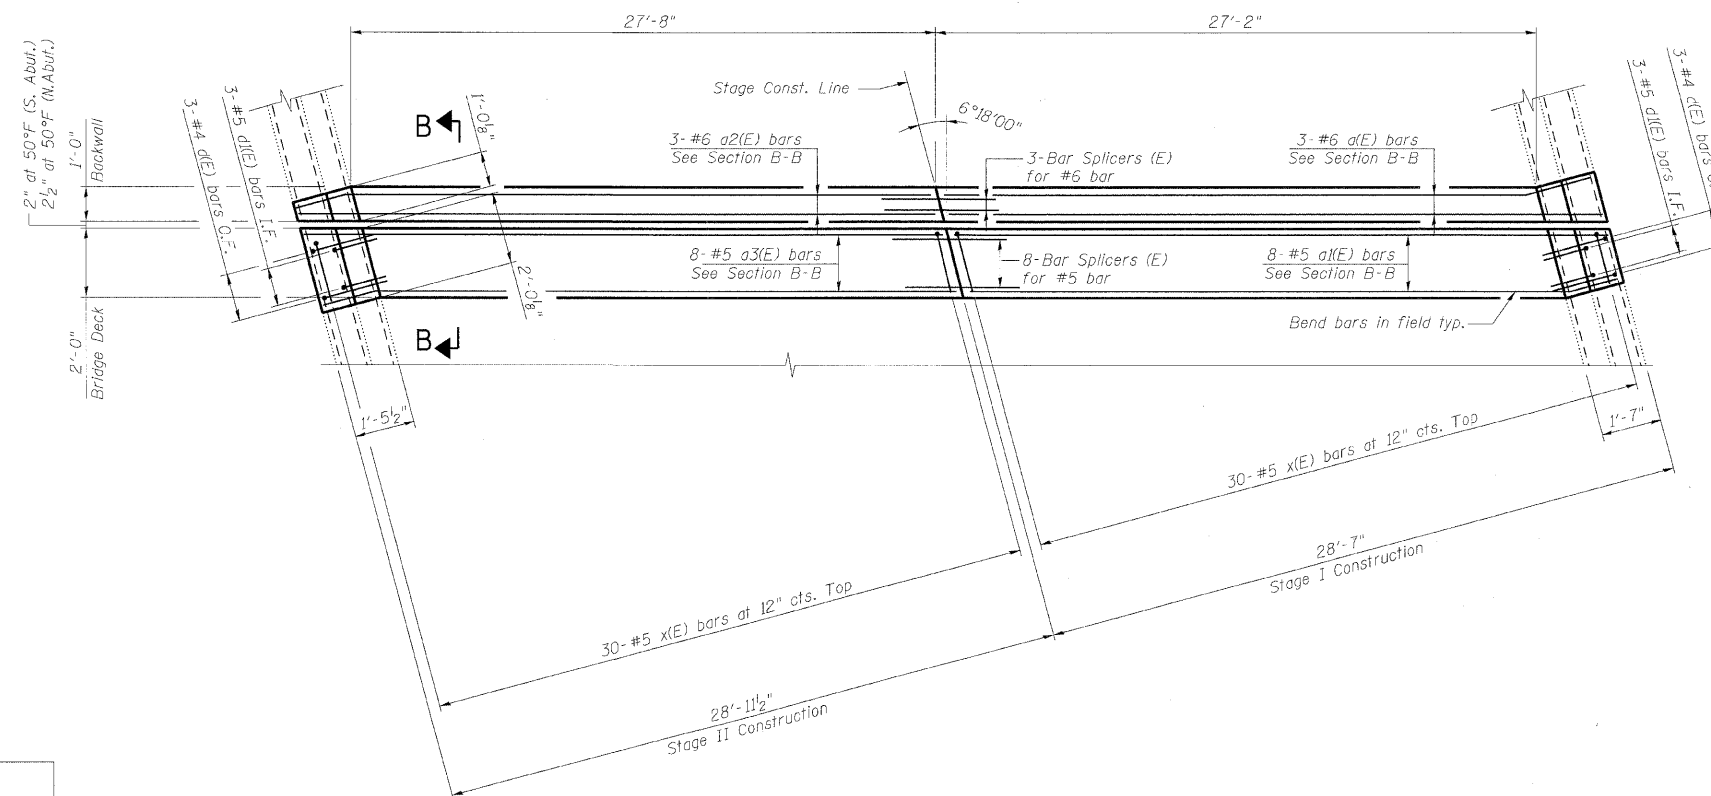 27'-8"
27'-2"
2" at 50°F (S. Abut.)
2½" at 50°F (N.Abut.)
1'-0"
Backwall
2'-0"
Bridge Deck
3-#4 d(E) bars O.F.
3-#5 d1(E) bars I.F.
B
1'-0⅛"
2'-0⅛"
B
Stage Const. Line
6°18'00"
3-#6 a2(E) bars
See Section B-B
3-Bar Splicers (E)
for #6 bar
3-#6 a(E) bars
See Section B-B
8-#5 a3(E) bars
See Section B-B
8-Bar Splicers (E)
for #5 bar
8-#5 a1(E) bars
See Section B-B
Bend bars in field typ.
3-#5 d1(E) bars I.F.
3-#4 d(E) bars
1'-5½"
1'-7"
30-#5 x(E) bars at 12" cts. Top
28'-7"
Stage I Construction
30-#5 x(E) bars at 12" cts. Top
28'-11½"
Stage II Construction